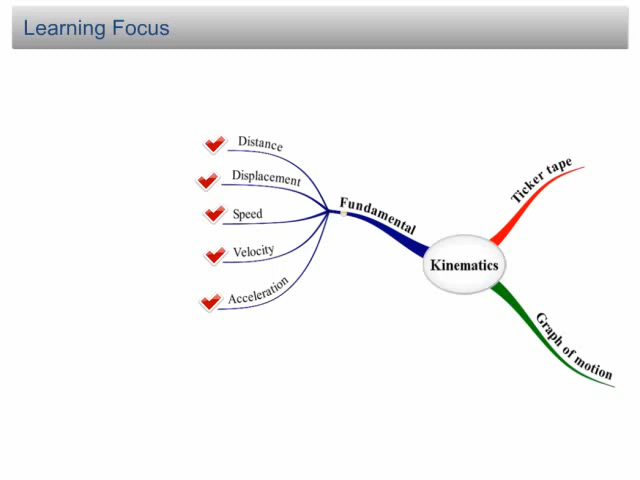 Learning Focus
Distance
Displacement
Speed
Velocity
Acceleration
Fundamental
Kinematics
Ticker tape
Graph of motion